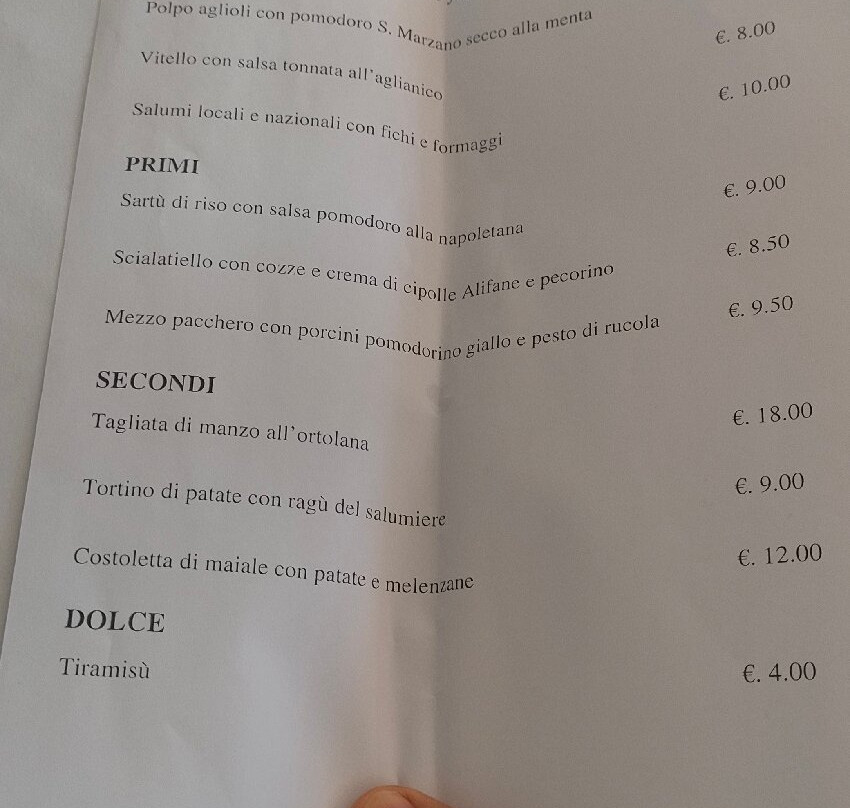 Polpo aglioli con pomodoro S. Marzano secco alla menta
Vitello con salsa tonnata all'aglianico €. 8.00
Salumi locali e nazionali con fichi e formaggi €. 10.00
PRIMI
Sartù di riso con salsa pomodoro alla napoletana €. 9.00
Scialatiello con cozze e crema di cipolle Alifane e pecorino €. 8.50
Mezzo pacchero con porcini pomodorino giallo e pesto di rucola €. 9.50
SECONDI
Tagliata di manzo all'ortolana €. 18.00
Tortino di patate con ragù del salumiere €. 9.00
Costoletta di maiale con patate e melenzane €. 12.00
DOLCE
Tiramisù €. 4.00